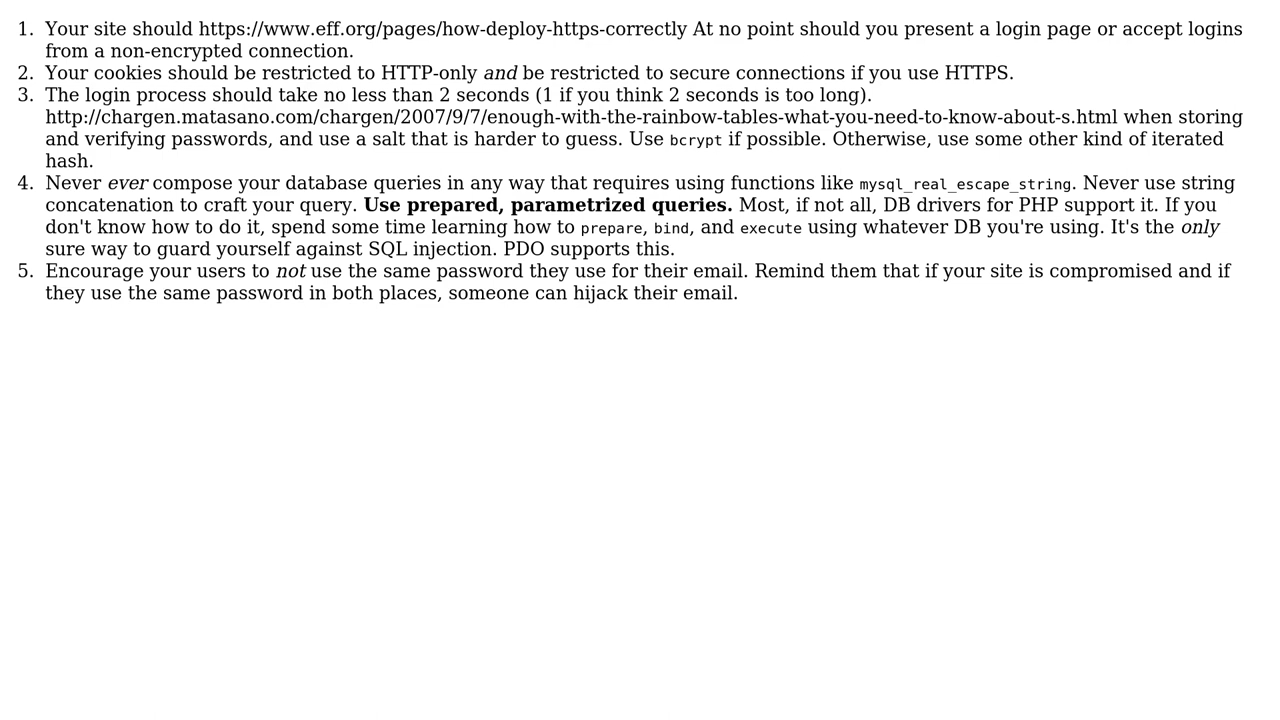 1. Your site should https://www.eff.org/pages/how-deploy-https-correctly At no point should you present a login page or accept logins
from a non-encrypted connection.
2. Your cookies should be restricted to HTTP-only and be restricted to secure connections if you use HTTPS.
3. The login process should take no less than 2 seconds (1 if you think 2 seconds is too long).
http://chargen.matasano.com/chargen/2007/9/7/enough-with-the-rainbow-tables-what-you-need-to-know-about-s.html when storing
and verifying passwords, and use a salt that is harder to guess. Use bcrypt if possible. Otherwise, use some other kind of iterated
hash.
4. Never ever compose your database queries in any way that requires using functions like mysql_real_escape_string. Never use string
concatenation to craft your query. Use prepared, parametrized queries. Most, if not all, DB drivers for PHP support it. If you
don't know how to do it, spend some time learning how to prepare, bind, and execute using whatever DB you're using. It's the only
sure way to guard yourself against SQL injection. PDO supports this.
5. Encourage your users to not use the same password they use for their email. Remind them that if your site is compromised and if
they use the same password in both places, someone can hijack their email.